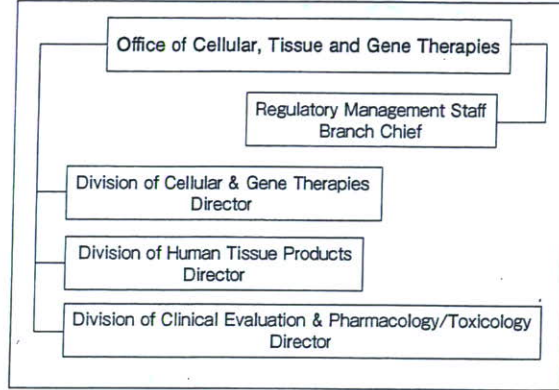 Office of Cellular, Tissue and Gene Therapies
Regulatory Management Staff
Branch Chief
Division of Cellular & Gene Therapies
Director
Division of Human Tissue Products
Director
Division of Clinical Evaluation & Pharmacology/Toxicology
Director